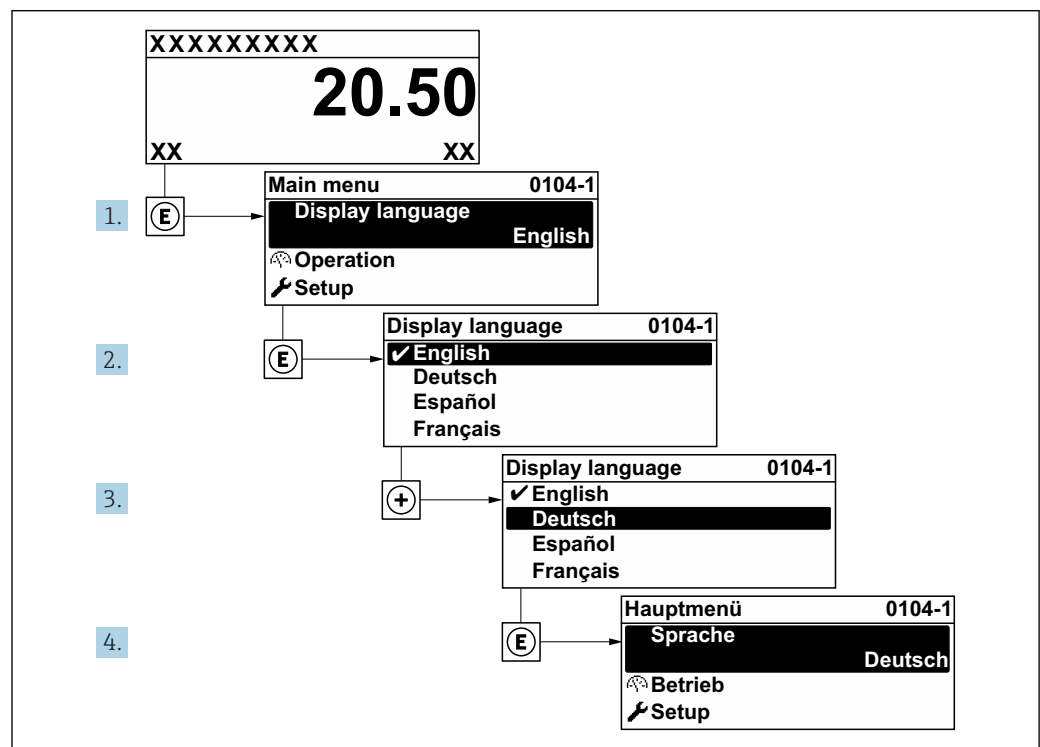 XXXXXXXXX
20.50
XX XX
1.
E
Main menu 0104-1
Display language
English
Operation
Setup
2.
E
Display language 0104-1
✔English
Deutsch
Español
Français
3.
+
Display language 0104-1
✔English
Deutsch
Español
Français
4.
E
Hauptmenü 0104-1
Sprache
Deutsch
Betrieb
Setup